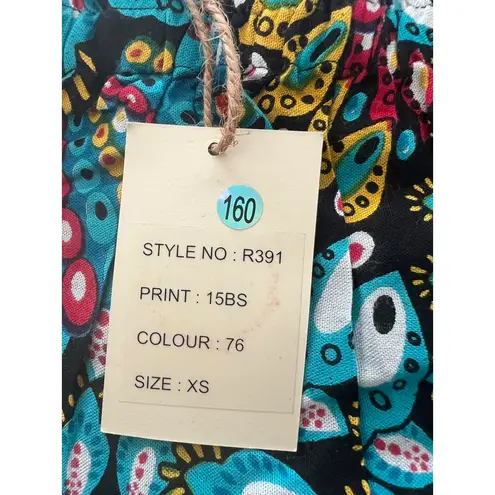 160
STYLE NO : R391
PRINT : 15BS
COLOUR : 76
SIZE : XS